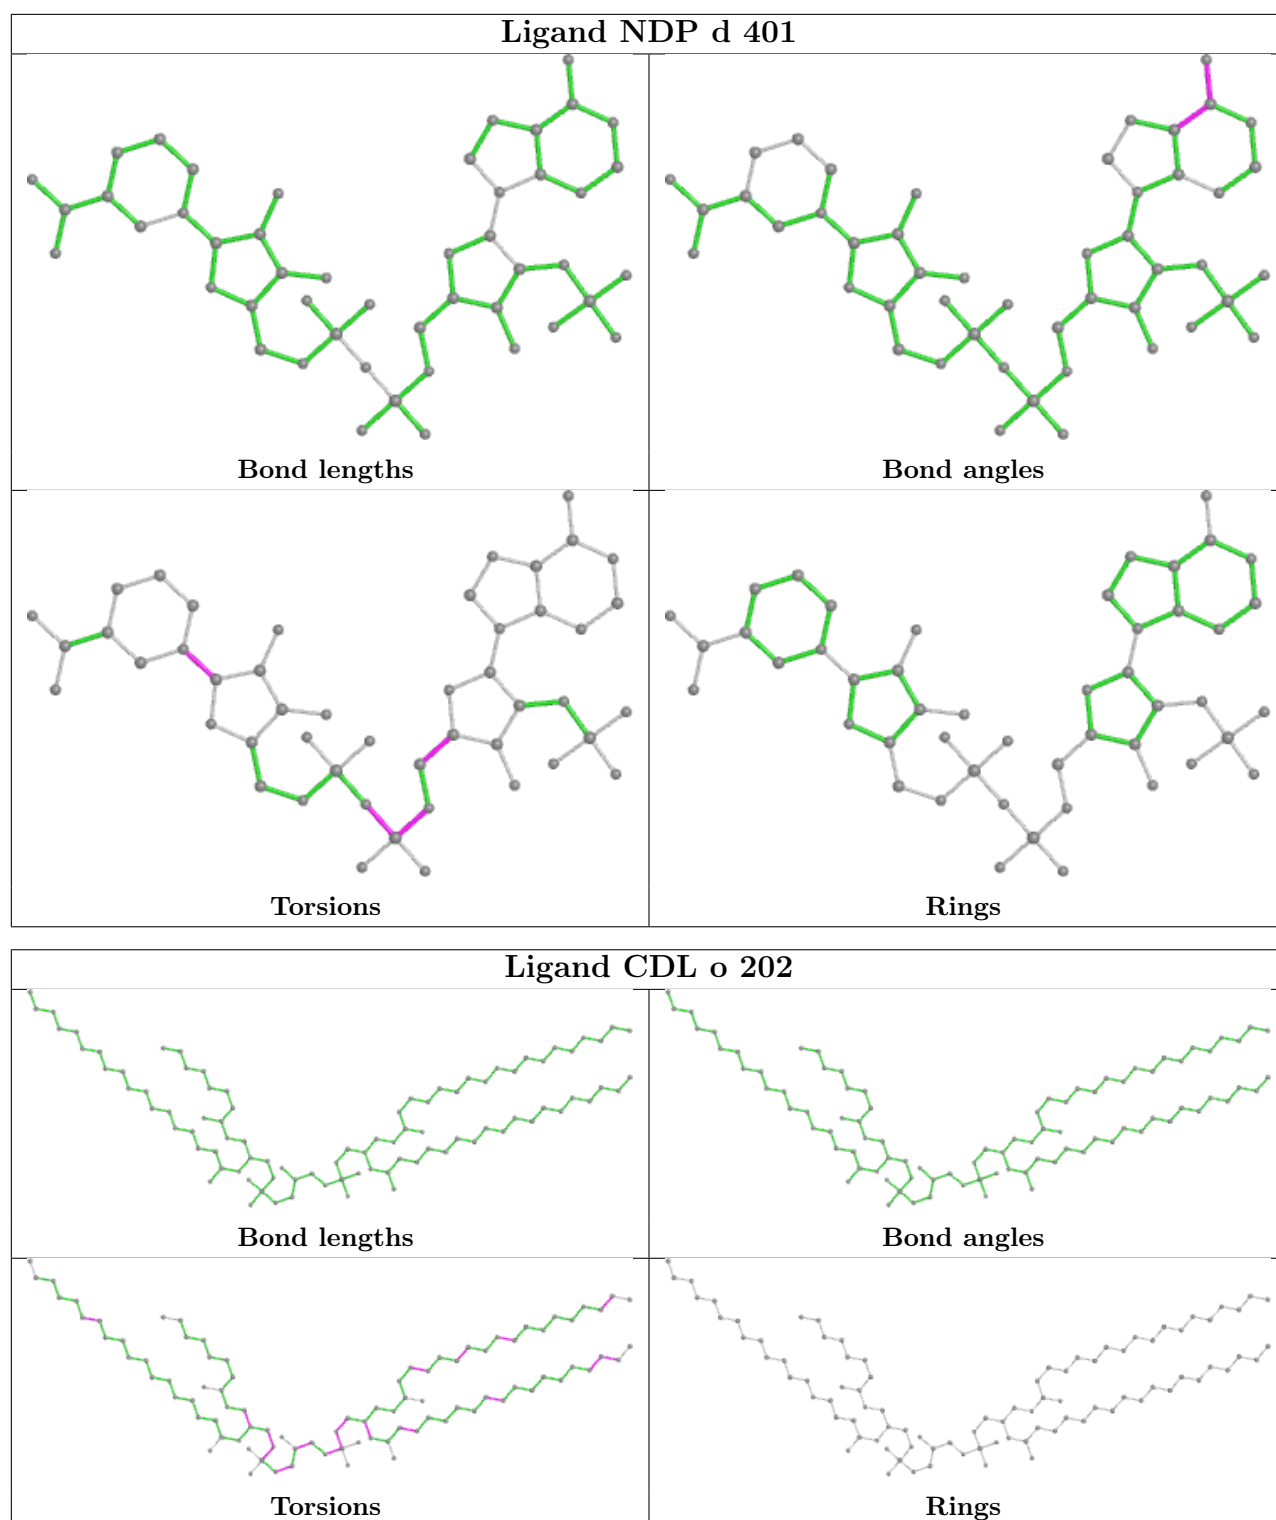 Ligand NDP d 401
Bond lengths
Bond angles
Torsions
Rings
Ligand CDL o 202
Bond lengths
Bond angles
Torsions
Rings